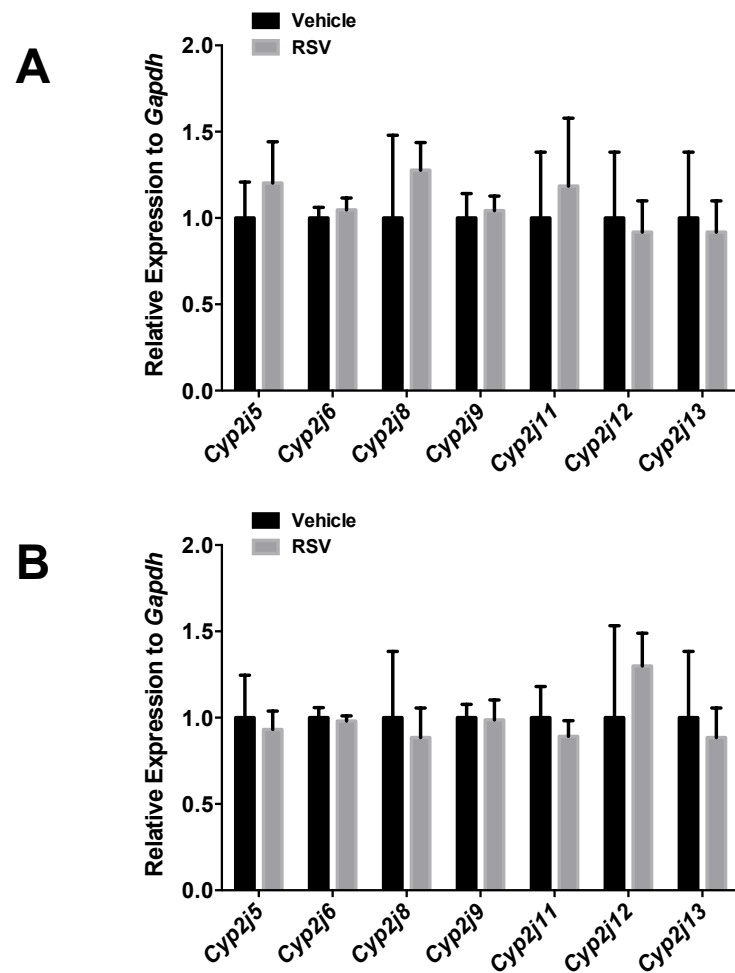 A
Vehicle
RSV
Relative Expression to Gapdh
2.0
1.5
1.0
0.5
0.0
Cyp2j5
Cyp2j6
Cyp2j8
Cyp2j9
Cyp2j11
Cyp2j12
Cyp2j13
B
Vehicle
RSV
Relative Expression to Gapdh
2.0
1.5
1.0
0.5
0.0
Cyp2j5
Cyp2j6
Cyp2j8
Cyp2j9
Cyp2j11
Cyp2j12
Cyp2j13